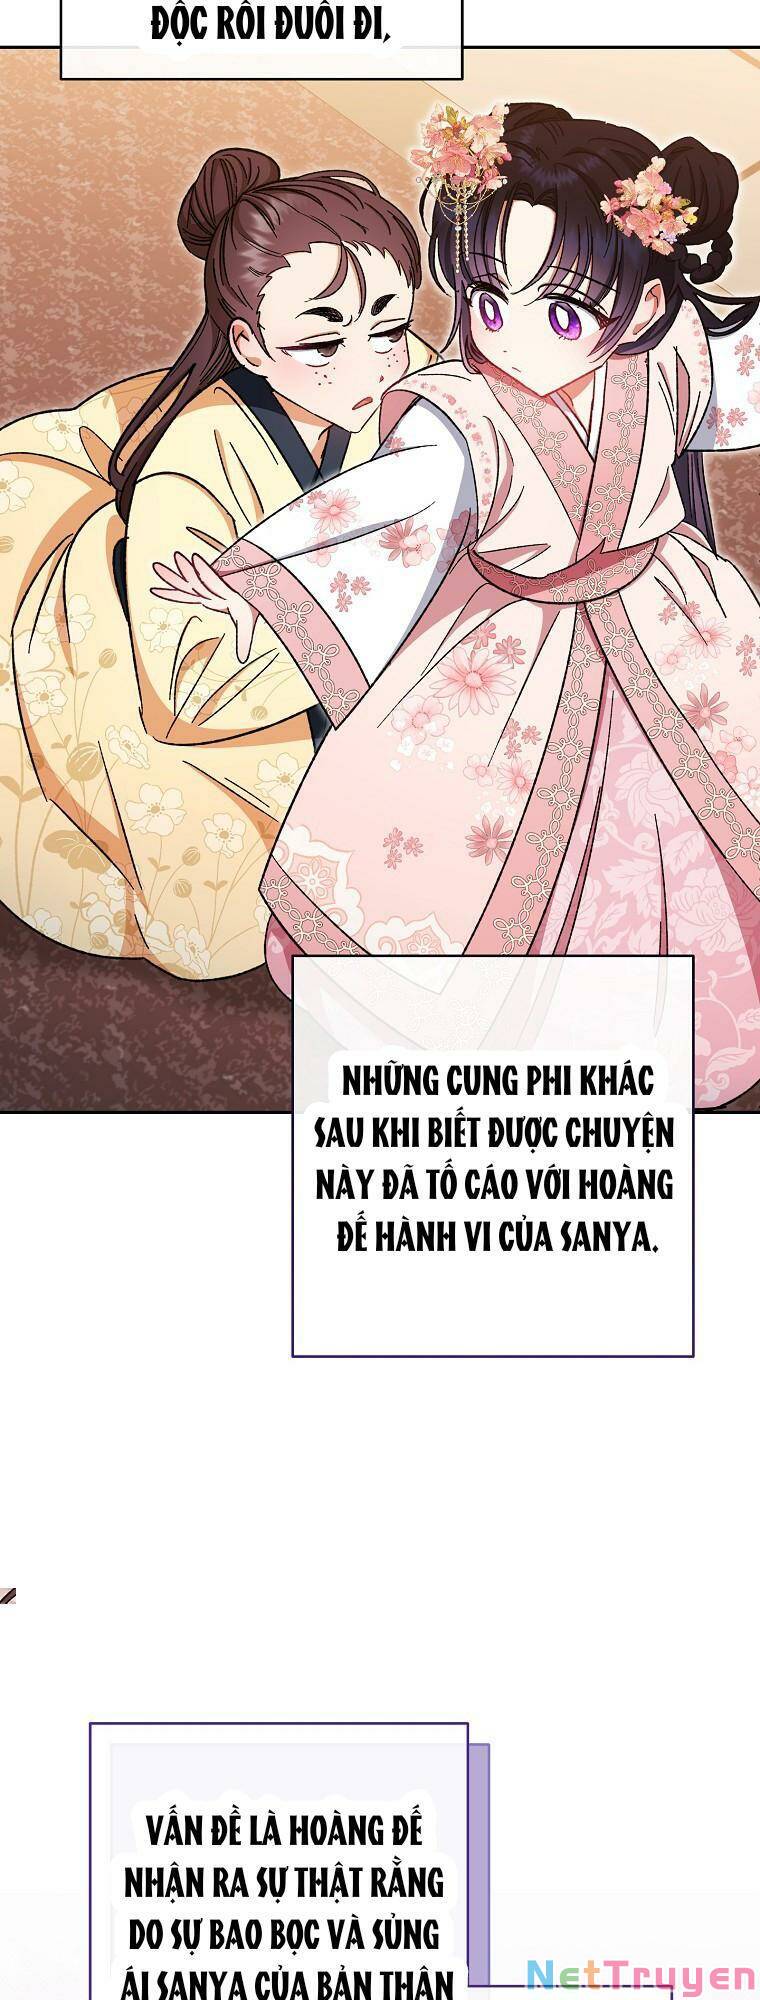 ĐỘC RỒI ĐUỔI ĐI,
NHỮNG CUNG PHI KHÁC
SAU KHI BIẾT ĐƯỢC CHUYỆN
NÀY ĐÃ TỐ CÁO VỚI HOÀNG
ĐẾ HÀNH VI CỦA SANYA.
VẤN ĐỀ LÀ HOÀNG ĐẾ
NHẬN RA SỰ THẬT RẰNG
DO SỰ BAO BỌC VÀ SỦNG
ÁI SANYA CỦA BẢN THÂN
NetTruyen